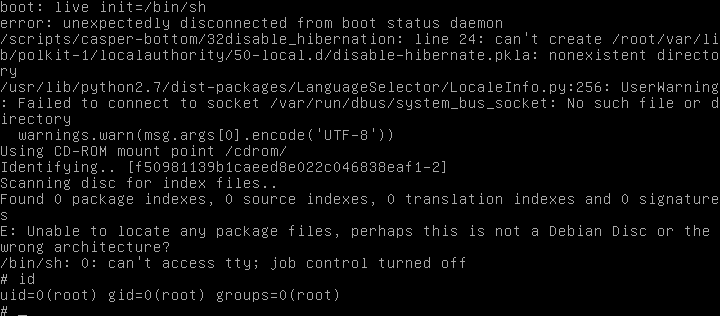 boot: live init=/bin/sh
error: unexpectedly disconnected from boot status daemon
/scripts/casper-bottom/32disable_hibernation: line 24: can't create /root/var/li
b/polkit-1/localauthority/50-local.d/disable-hibernate.pkla: nonexistent directo
ry
/usr/lib/python2.7/dist-packages/LanguageSelector/LocaleInfo.py:256: UserWarning
: Failed to connect to socket /var/run/dbus/system_bus_socket: No such file or d
irectory
  warnings.warn(msg.args[0].encode('UTF-8'))
Using CD-ROM mount point /cdrom/
Identifying.. [f50981139b1caeed8e022c046838eaf1-2]
Scanning disc for index files..
Found 0 package indexes, 0 source indexes, 0 translation indexes and 0 signature
s
E: Unable to locate any package files, perhaps this is not a Debian Disc or the
wrong architecture?
/bin/sh: 0: can't access tty; job control turned off
# id
uid=0(root) gid=0(root) groups=0(root)
# _